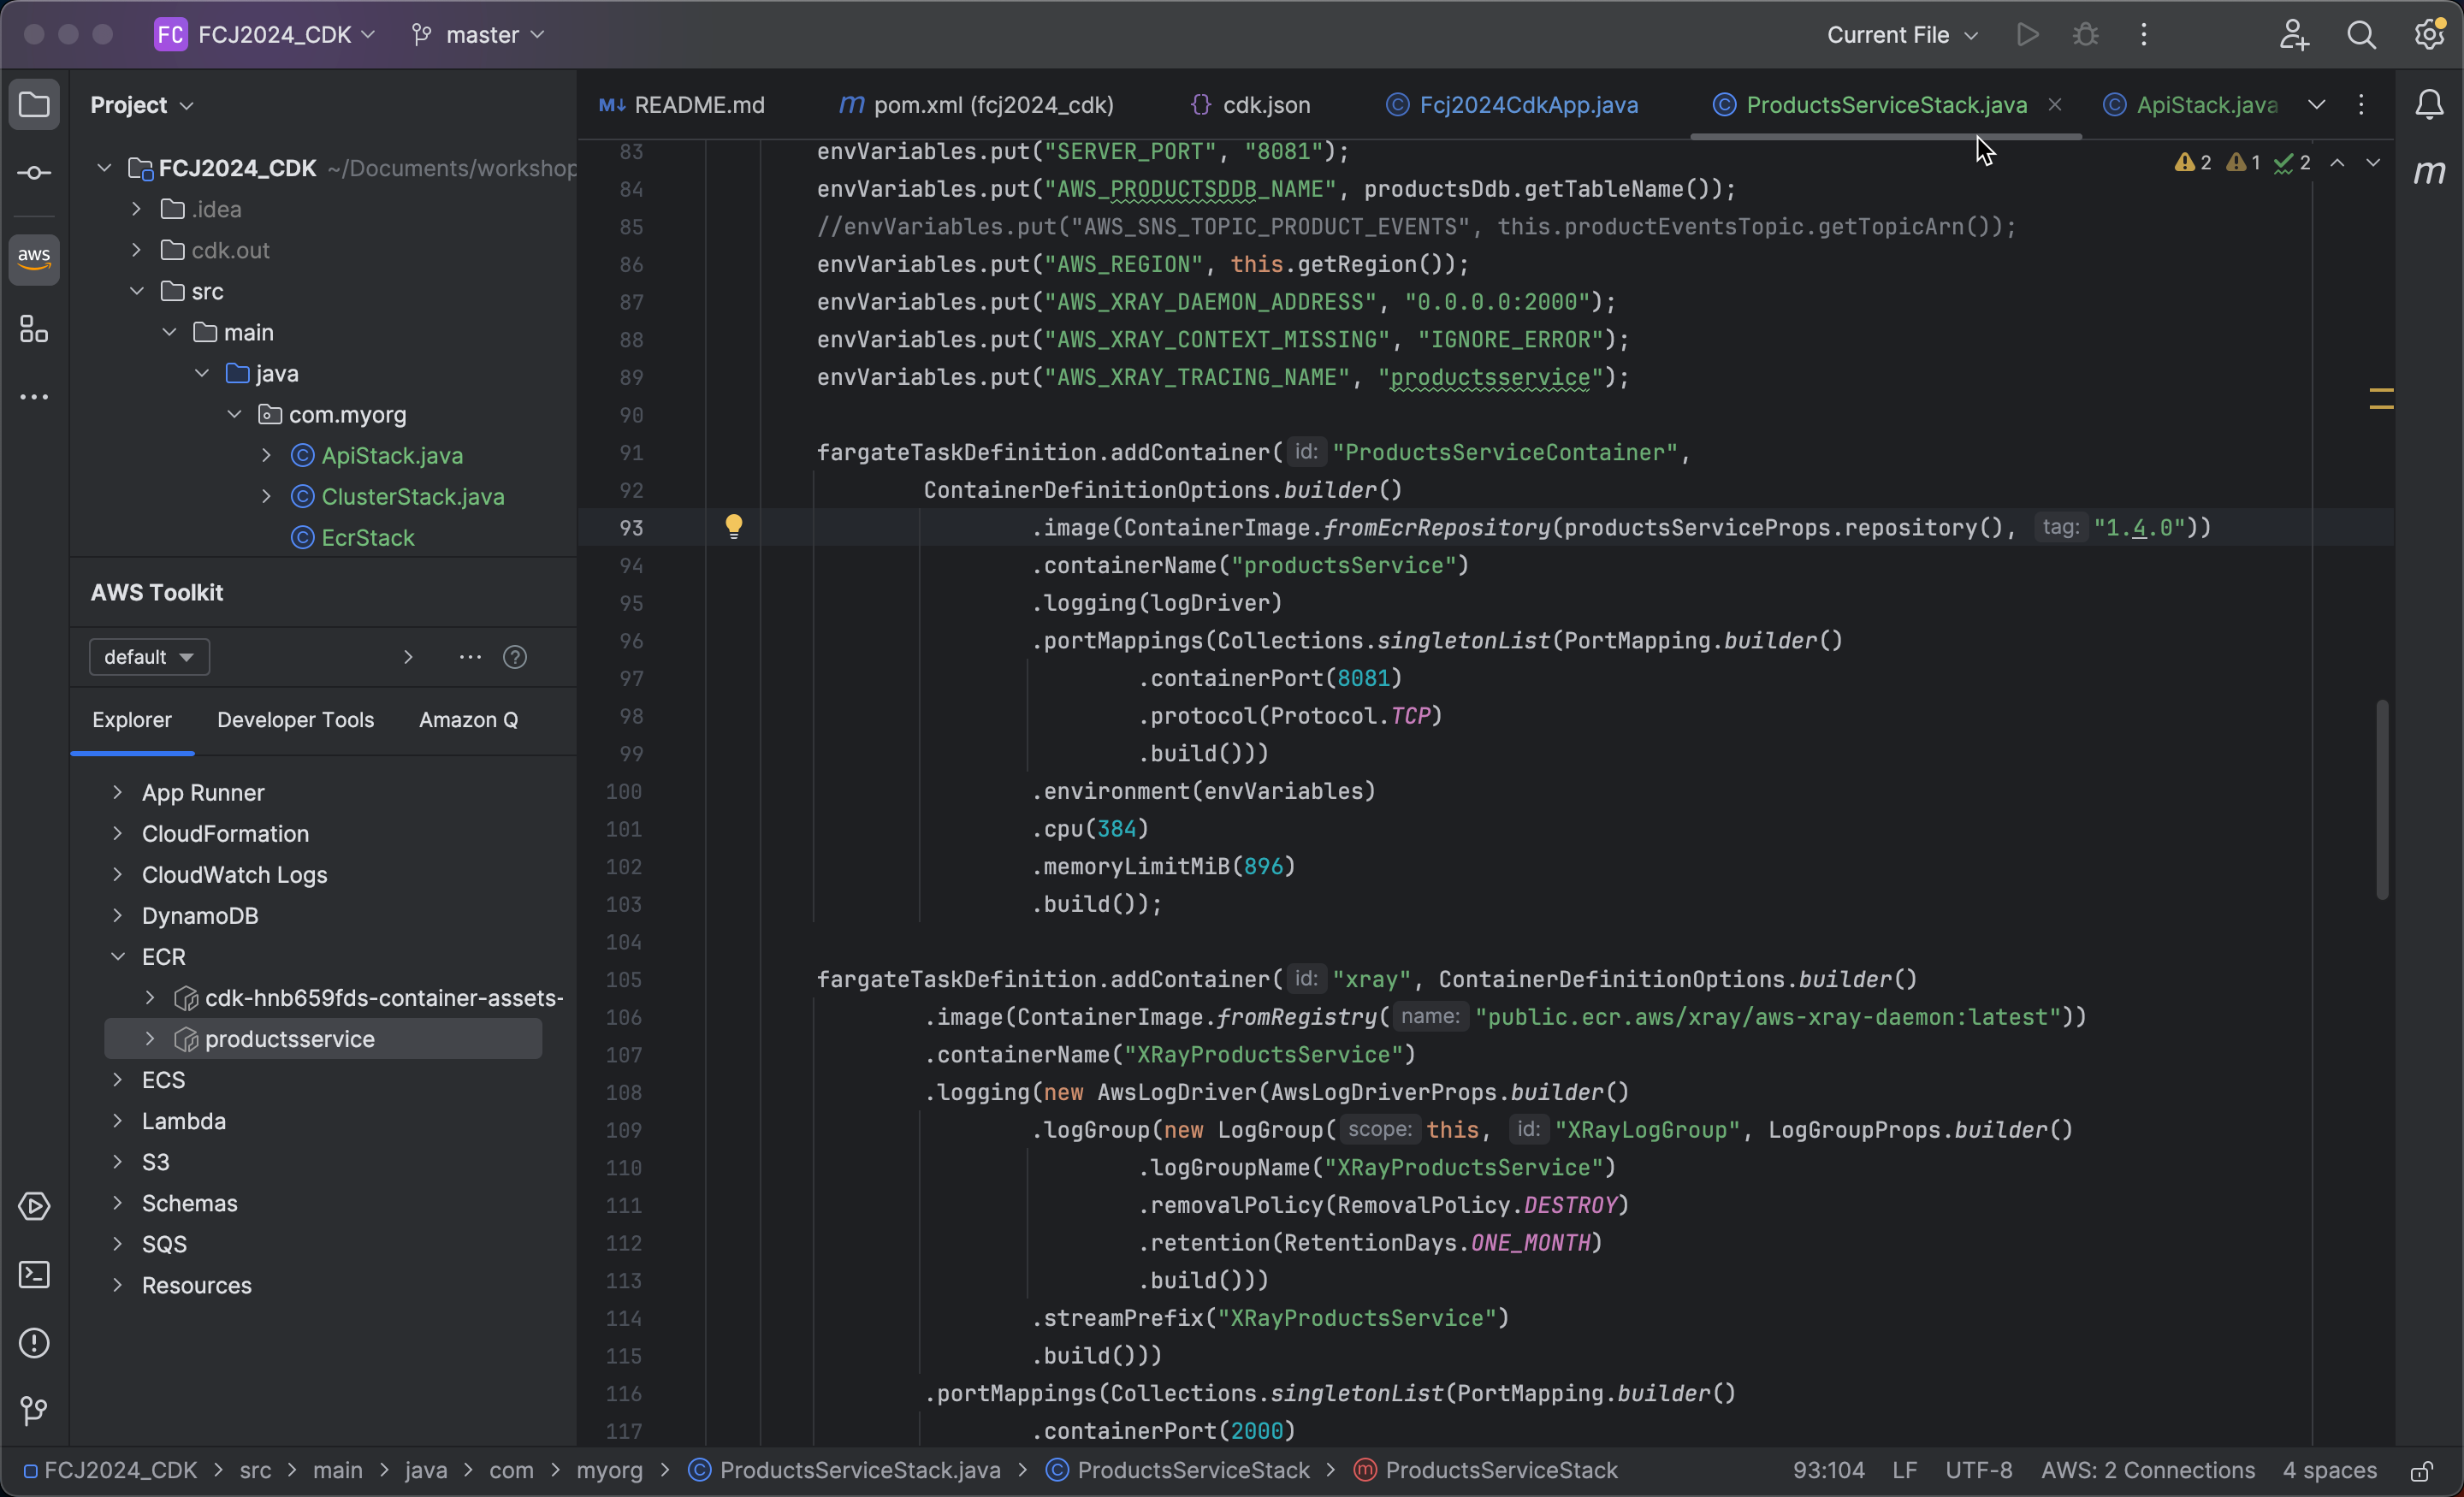 FC FCJ2024_CDK master Current File
Project
FCJ2024_CDK ~/Documents/workshop
.idea
cdk.out
src
main
java
com.myorg
ApiStack.java
ClusterStack.java
EcrStack
AWS Toolkit
default
Explorer Developer Tools Amazon Q
App Runner
CloudFormation
CloudWatch Logs
DynamoDB
ECR
cdk-hnb659fds-container-assets-
productsservice
ECS
Lambda
S3
Schemas
SQS
Resources
aws
README.md pom.xml (fcj2024_cdk) cdk.json Fcj2024CdkApp.java ProductsServiceStack.java ApiStack.java
2 1 2
83 envVariables.put("SERVER_PORT", "8081");
84 envVariables.put("AWS_PRODUCTSDDB_NAME", productsDdb.getTableName());
85 //envVariables.put("AWS_SNS_TOPIC_PRODUCT_EVENTS", this.productEventsTopic.getTopicArn());
86 envVariables.put("AWS_REGION", this.getRegion());
87 envVariables.put("AWS_XRAY_DAEMON_ADDRESS", "0.0.0.0:2000");
88 envVariables.put("AWS_XRAY_CONTEXT_MISSING", "IGNORE_ERROR");
89 envVariables.put("AWS_XRAY_TRACING_NAME", "productsservice");
90
91 fargateTaskDefinition.addContainer( id: "ProductsServiceContainer",
92 ContainerDefinitionOptions.builder()
93 .image(ContainerImage.fromEcrRepository(productsServiceProps.repository(), tag: "1.4.0"))
94 .containerName("productsService")
95 .logging(logDriver)
96 .portMappings(Collections.singletonList(PortMapping.builder()
97 .containerPort(8081)
98 .protocol(Protocol.TCP)
99 .build()))
100 .environment(envVariables)
101 .cpu(384)
102 .memoryLimitMiB(896)
103 .build());
104
105 fargateTaskDefinition.addContainer( id: "xray", ContainerDefinitionOptions.builder()
106 .image(ContainerImage.fromRegistry( name: "public.ecr.aws/xray/aws-xray-daemon:latest"))
107 .containerName("XRayProductsService")
108 .logging(new AwsLogDriver(AwsLogDriverProps.builder()
109 .logGroup(new LogGroup( scope: this, id: "XRayLogGroup", LogGroupProps.builder()
110 .logGroupName("XRayProductsService")
111 .removalPolicy(RemovalPolicy.DESTROY)
112 .retention(RetentionDays.ONE_MONTH)
113 .build()))
114 .streamPrefix("XRayProductsService")
115 .build()))
116 .portMappings(Collections.singletonList(PortMapping.builder()
117 .containerPort(2000)
FCJ2024_CDK > src > main > java > com > myorg > ProductsServiceStack.java > ProductsServiceStack > ProductsServiceStack 93:104 LF UTF-8 AWS: 2 Connections 4 spaces